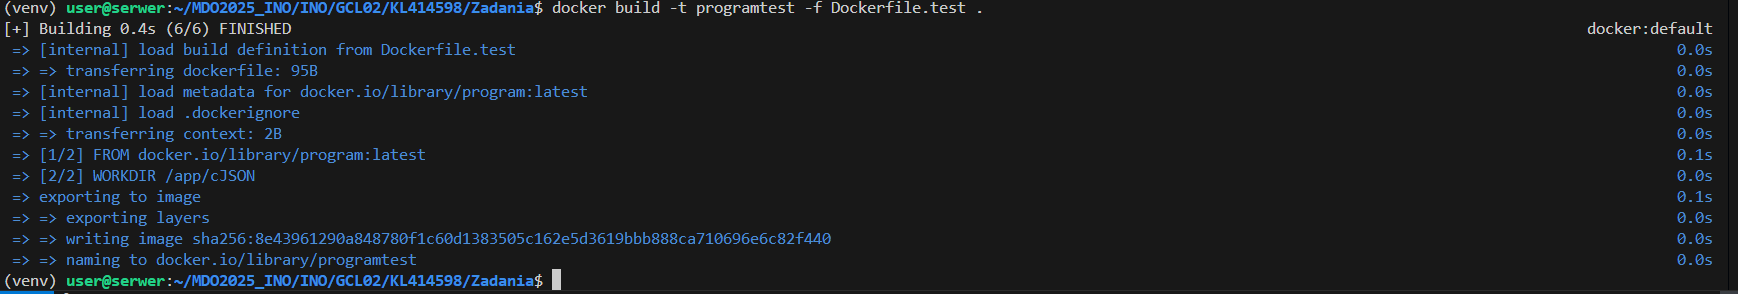 (venv) user@serwer:~/MDO2025_INO/INO/GCL02/KL414598/Zadania$ docker build -t programtest -f Dockerfile.test .
[+] Building 0.4s (6/6) FINISHED docker:default
=> [internal] load build definition from Dockerfile.test 0.0s
=> => transferring dockerfile: 95B 0.0s
=> [internal] load metadata for docker.io/library/program:latest 0.0s
=> [internal] load .dockerignore 0.0s
=> => transferring context: 2B 0.0s
=> [1/2] FROM docker.io/library/program:latest 0.1s
=> [2/2] WORKDIR /app/cJSON 0.0s
=> exporting to image 0.1s
=> => exporting layers 0.0s
=> => writing image sha256:8e43961290a848780f1c60d1383505c162e5d3619bbb888ca710696e6c82f440 0.0s
=> => naming to docker.io/library/programtest 0.0s
(venv) user@serwer:~/MDO2025_INO/INO/GCL02/KL414598/Zadania$